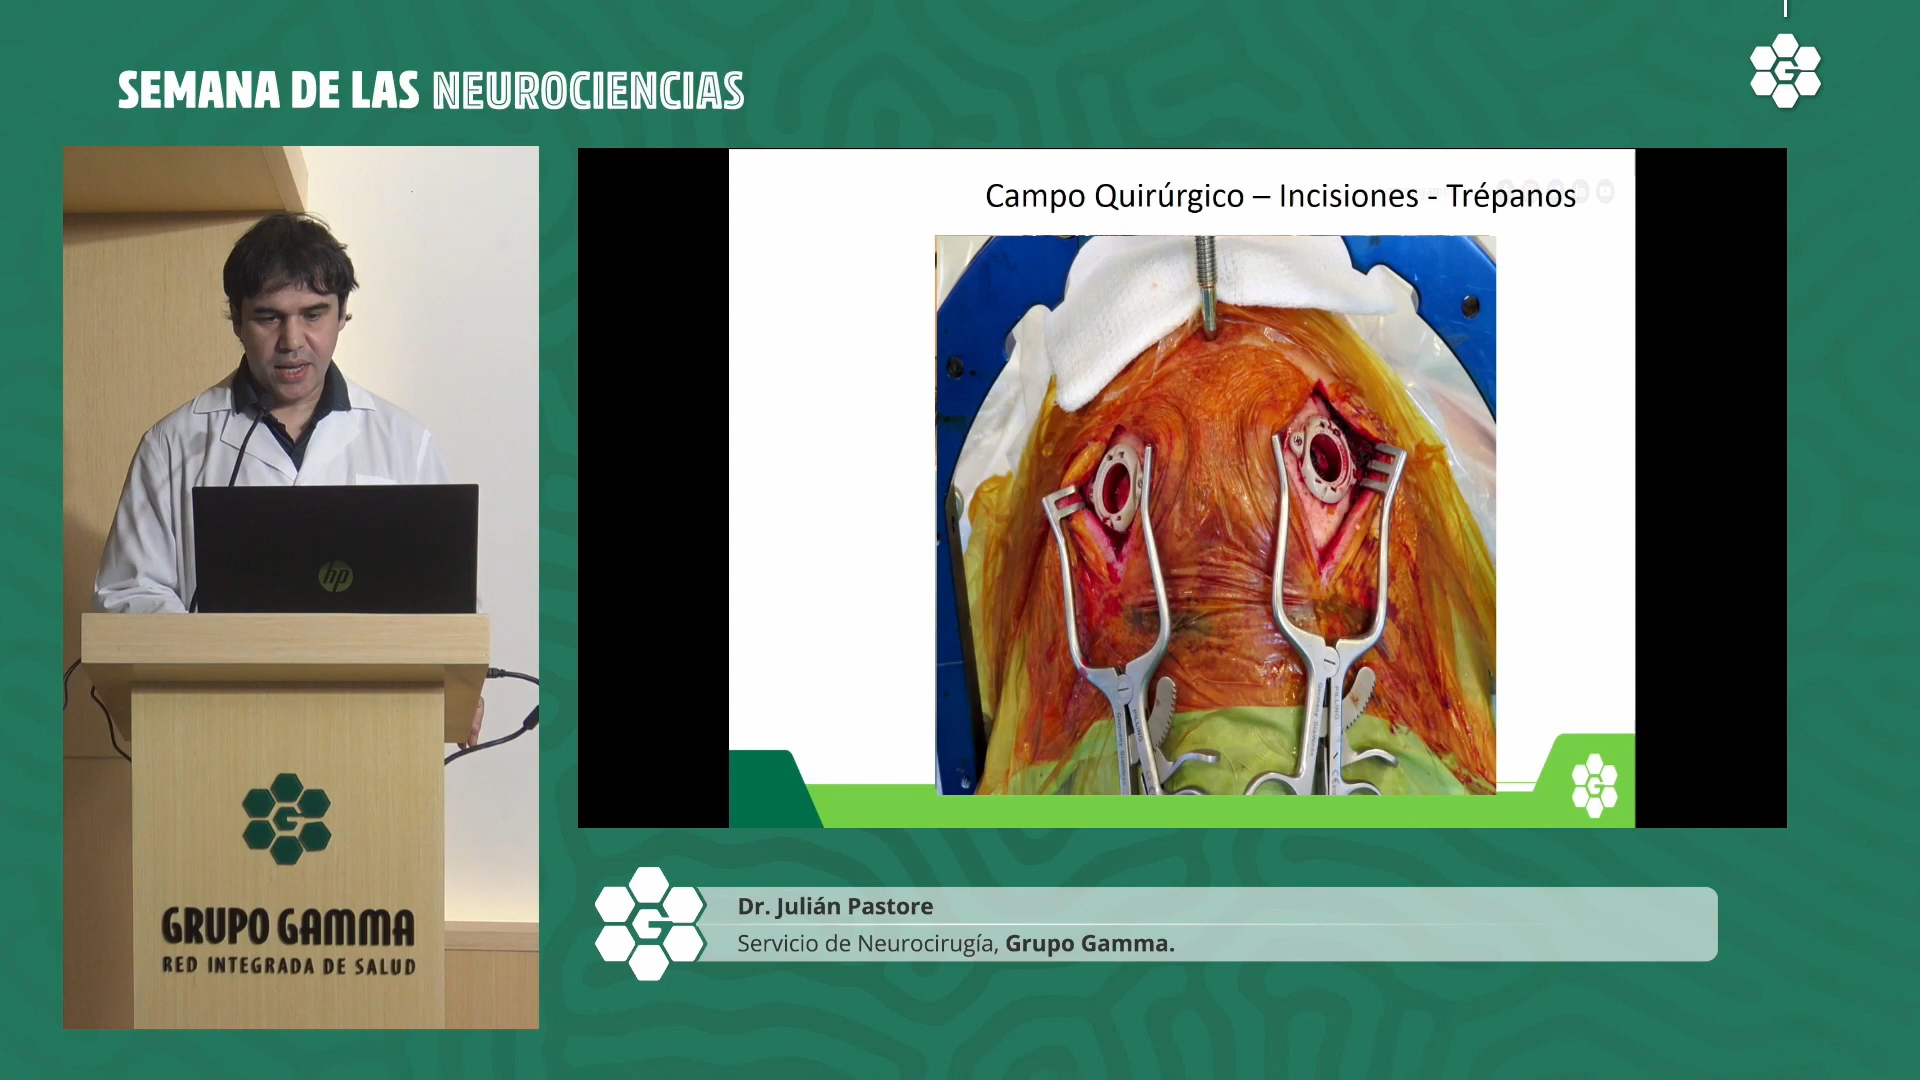 SEMANA DE LAS NEUROCIENCIAS
Campo Quirúrgico – Incisiones - Trépanos
hp
GRUPO GAMMA
RED INTEGRADA DE SALUD
Dr. Julián Pastore
Servicio de Neurocirugía, Grupo Gamma.